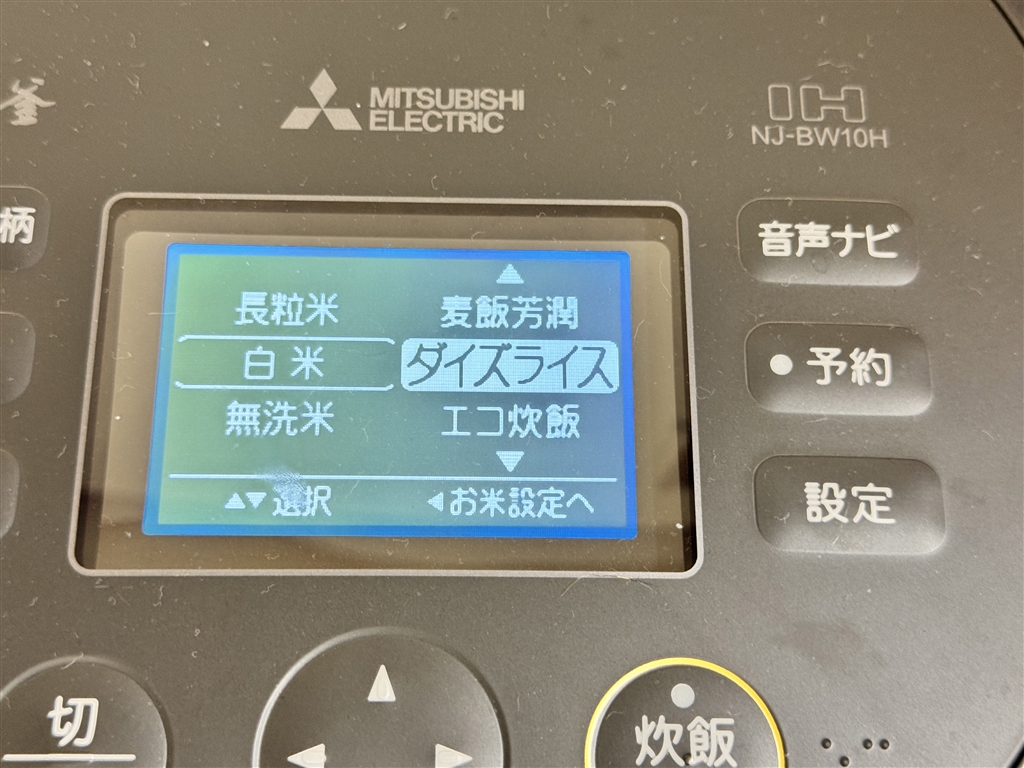 釜
MITSUBISHI
ELECTRIC
IH
NJ-BW10H
柄
音声ナビ
予約
設定
▲
長粒米 麦飯芳潤
白米 ダイズライス
無洗米 エコ炊飯
▼
▲▼選択 ◀お米設定へ
切
炊飯